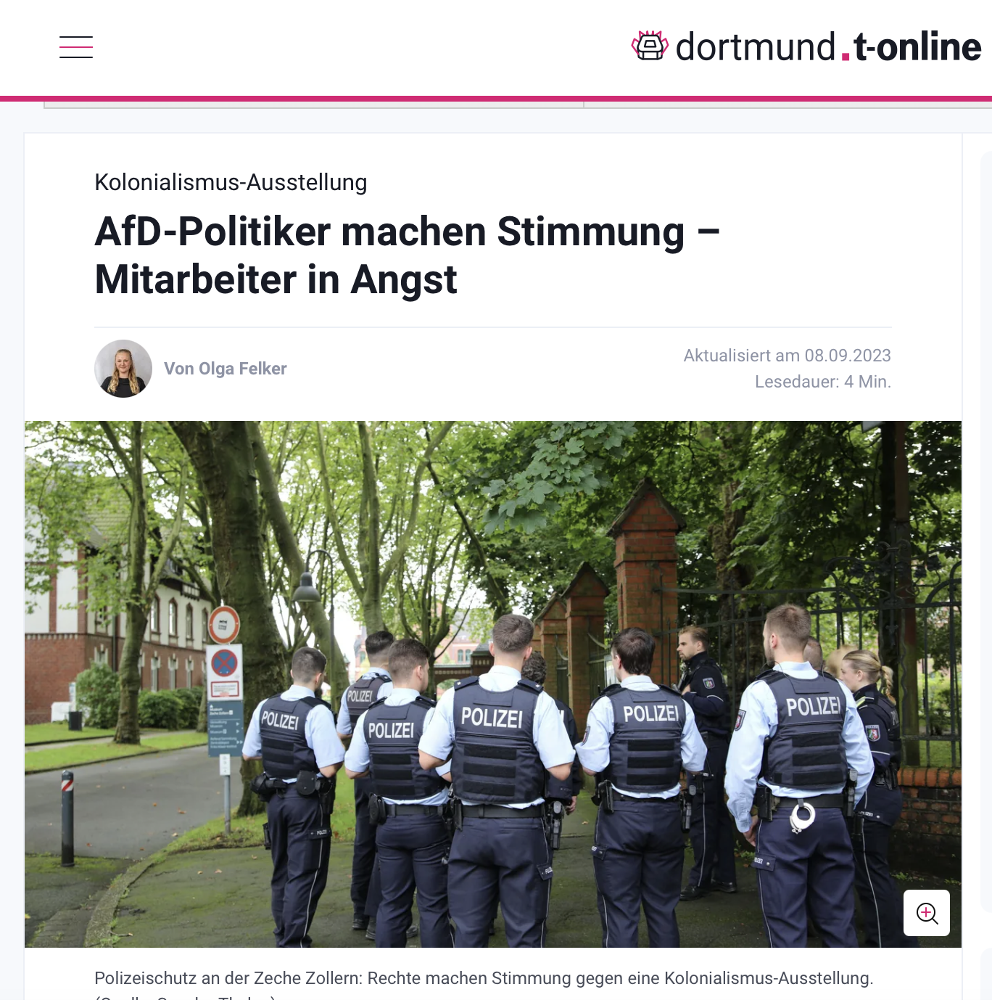 dortmund.t-online
Kolonialismus-Ausstellung
AfD-Politiker machen Stimmung –
Mitarbeiter in Angst
Von Olga Felker
Aktualisiert am 08.09.2023
Lesedauer: 4 Min.
POLIZEI
POLIZEI
POLIZEI
POLIZEI
POLIZEI
POLIZEI
POLIZEI
Polizeischutz an der Zeche Zollern: Rechte machen Stimmung gegen eine Kolonialismus-Ausstellung.